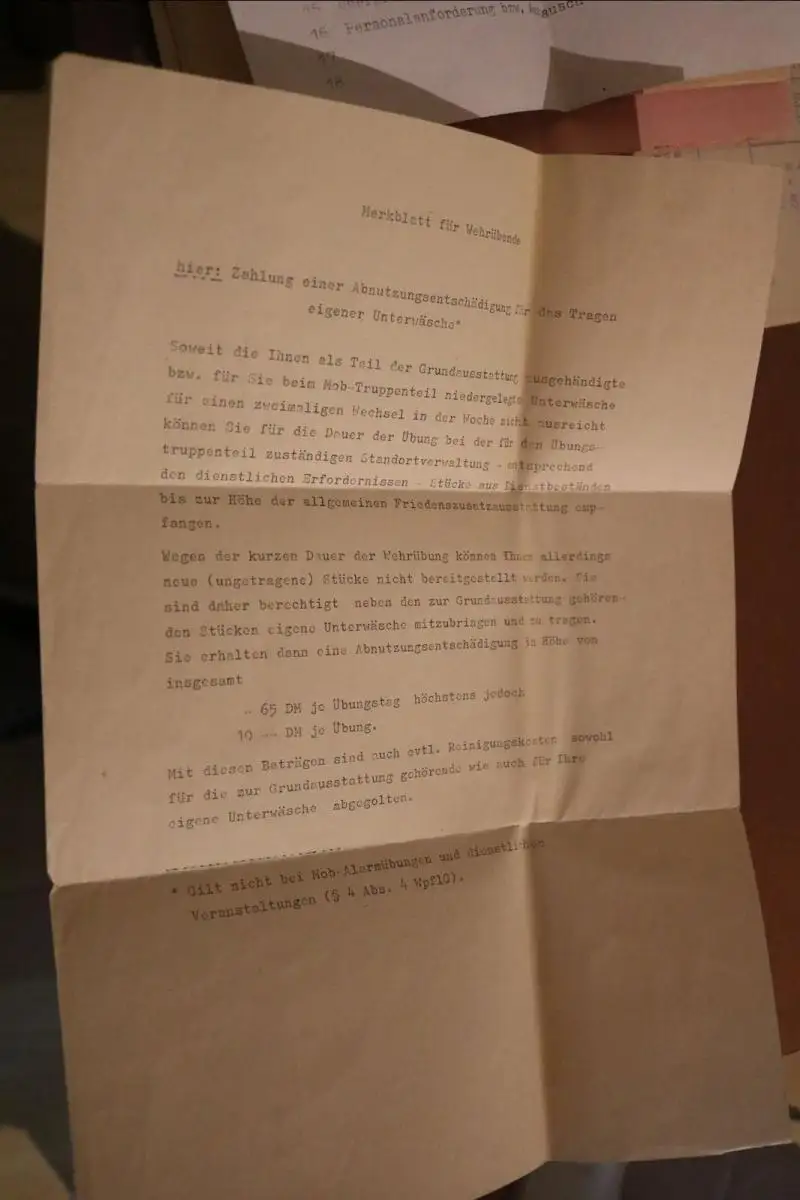 16 Personalanforderung bzw.
17
18
Merkblatt für Wehrübende
hier: Zahlung einer Abnutzungsentschädigung für das Tragen
eigener Unterwäsche*
Soweit die Ihnen als Teil der Grundausstattung ausgehändigte
bzw. für Sie beim Mob-Truppenteil niedergelegte Unterwäsche
für einen zweimaligen Wechsel in der Woche nicht ausreicht
können Sie für die Dauer der Übung bei der für den Übungs-
truppenteil zuständigen Standortverwaltung - entsprechend
den dienstlichen Erfordernissen - Stücke aus Dienstbeständen
bis zur Höhe der allgemeinen Friedenszusatzausstattung emp-
fangen.
Wegen der kurzen Dauer der Wehrübung können Ihnen allerdings
neue (ungetragene) Stücke nicht bereitgestellt werden. Sie
sind daher berechtigt neben den zur Grundausstattung gehören-
den Stücken eigene Unterwäsche mitzubringen und zu tragen.
Sie erhalten dann eine Abnutzungsentschädigung in Höhe von
insgesamt
-.65 DM je Übungstag höchstens jedoch
10 -- DM je Übung.
Mit diesen Beträgen sind auch evtl. Reinigungskosten sowohl
für die zur Grundausstattung gehörende wie auch für Ihre
eigene Unterwäsche abgegolten.
* Gilt nicht bei Mob-Alarmübungen und dienstlichen
Veranstaltungen (§ 4 Abs. 4 WpflG).